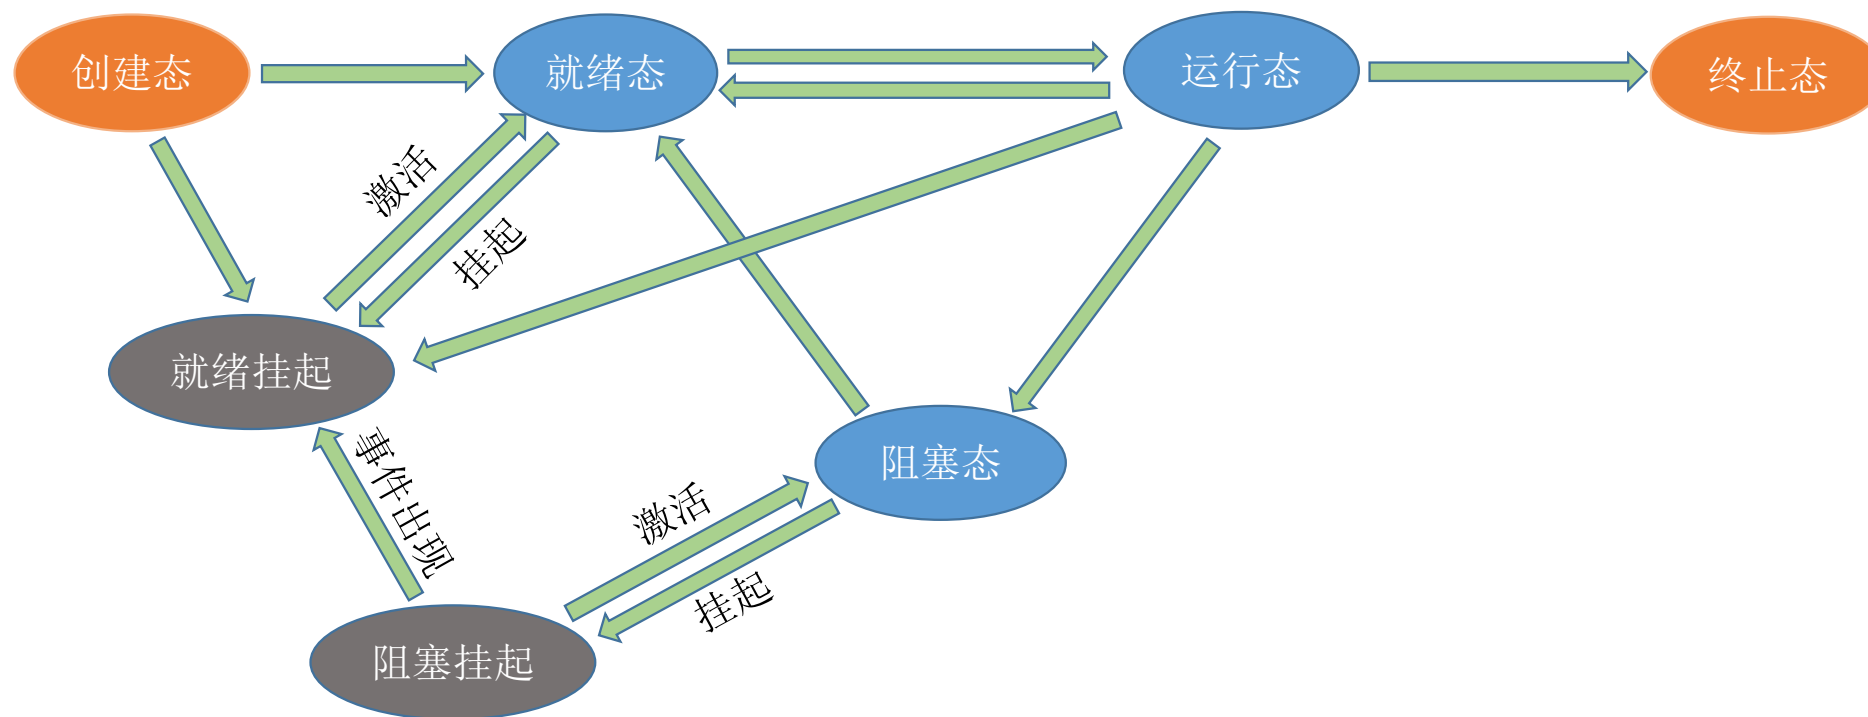 创建态
就绪态
运行态
终止态
激活
挂起
就绪挂起
事件出现
阻塞态
激活
挂起
阻塞挂起